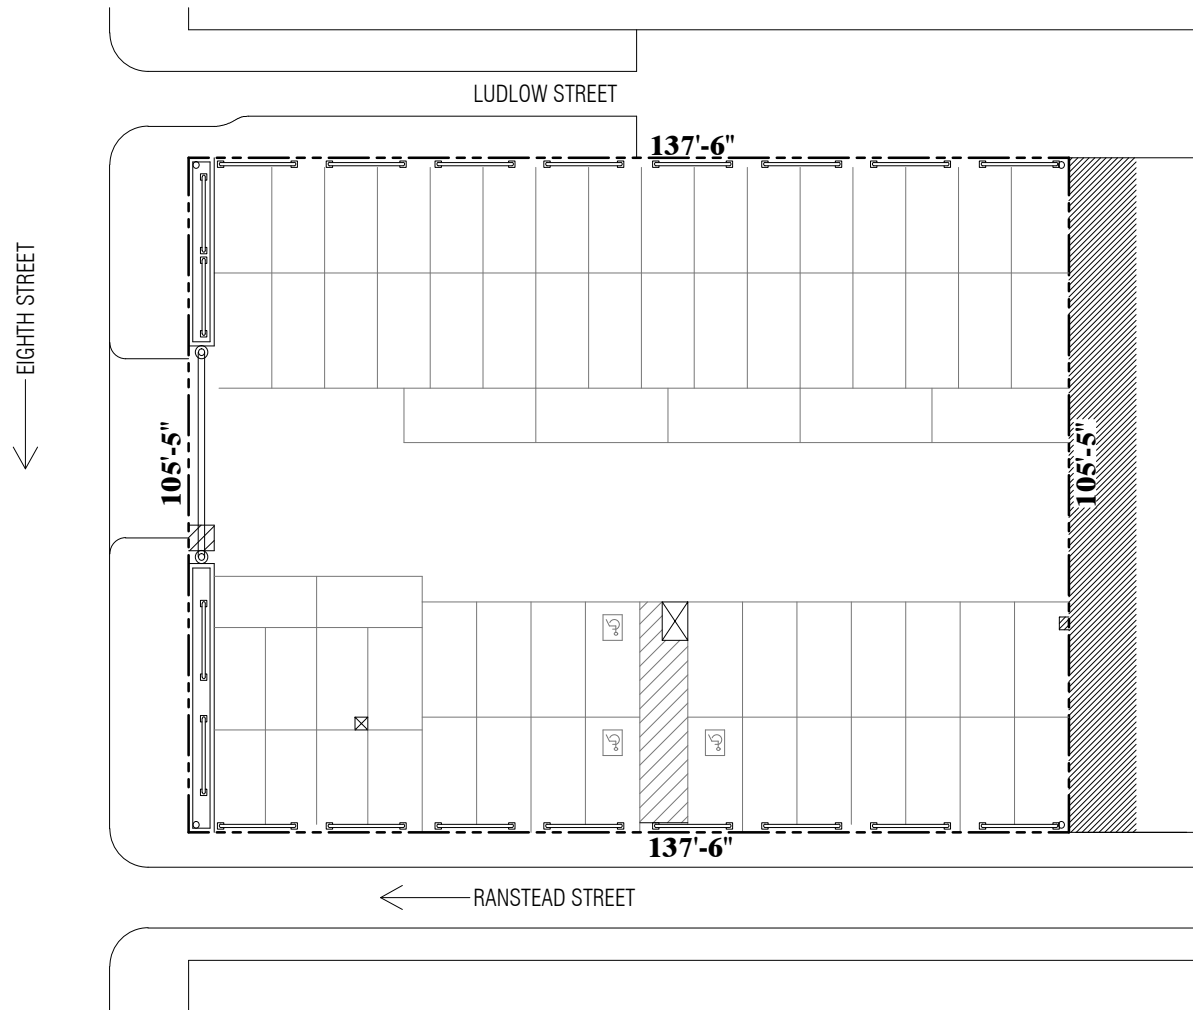 LUDLOW STREET
137'-6"
EIGHTH STREET
105'-5"
105'-5"
137'-6"
RANSTEAD STREET